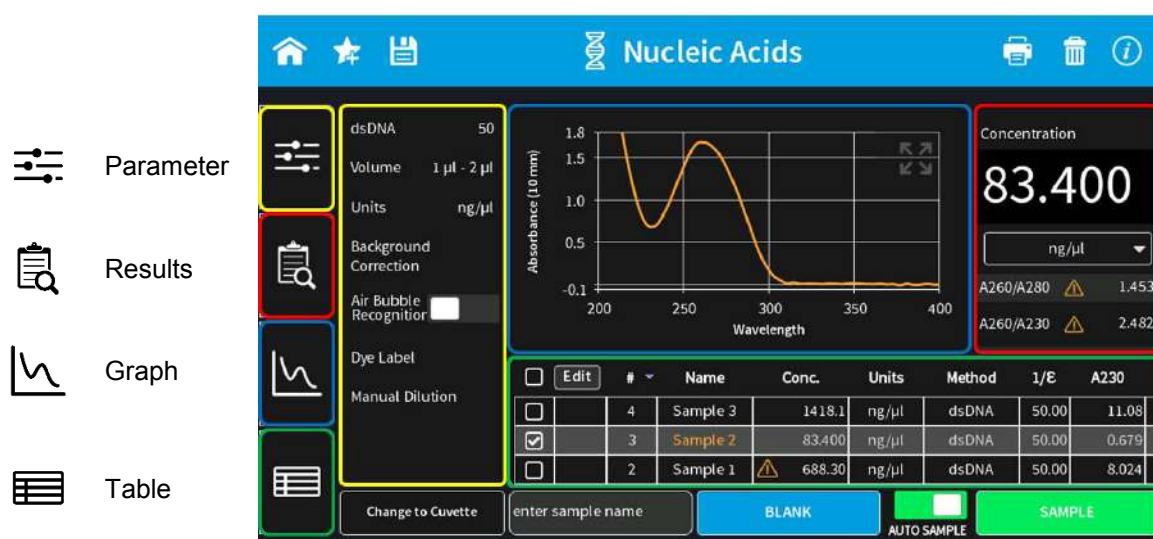 Nucleic Acids
Parameter
Results
Graph
Table
dsDNA 50
Volume 1 µl - 2 µl
Units ng/µl
Background
Correction
Air Bubble
Recognition
Dye Label
Manual Dilution
Absorbance (10 mm)
1.8
1.5
1.0
0.5
-0.1
200 250 300 350 400
Wavelength
Concentration
83.400
ng/µl
A260/A280 1.453
A260/A230 2.482
Edit # Name Conc. Units Method 1/Ɛ A230
4 Sample 3 1418.1 ng/µl dsDNA 50.00 11.08
3 Sample 2 83.400 ng/µl dsDNA 50.00 0.679
2 Sample 1 688.30 ng/µl dsDNA 50.00 8.024
Change to Cuvette
enter sample name
BLANK
AUTO SAMPLE
SAMPLE